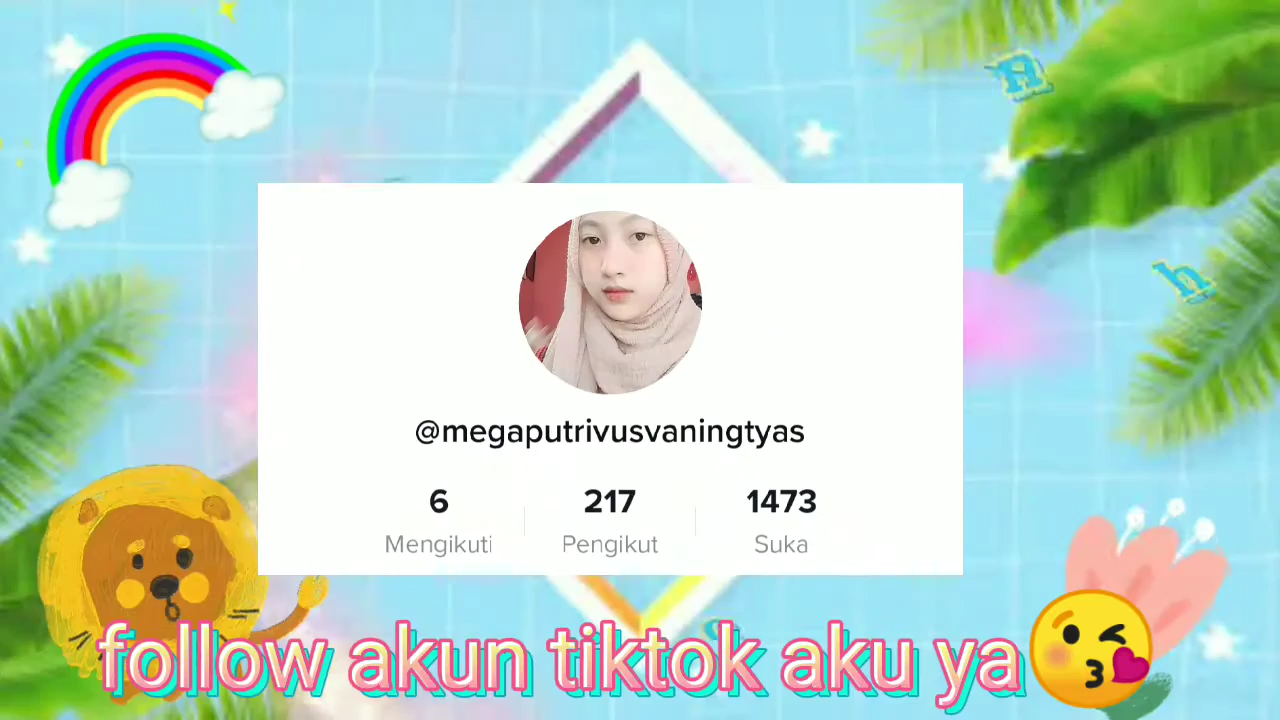 @megaputrivusvaningtyas
6 217 1473
Mengikuti Pengikut Suka
follow akun tiktok aku ya